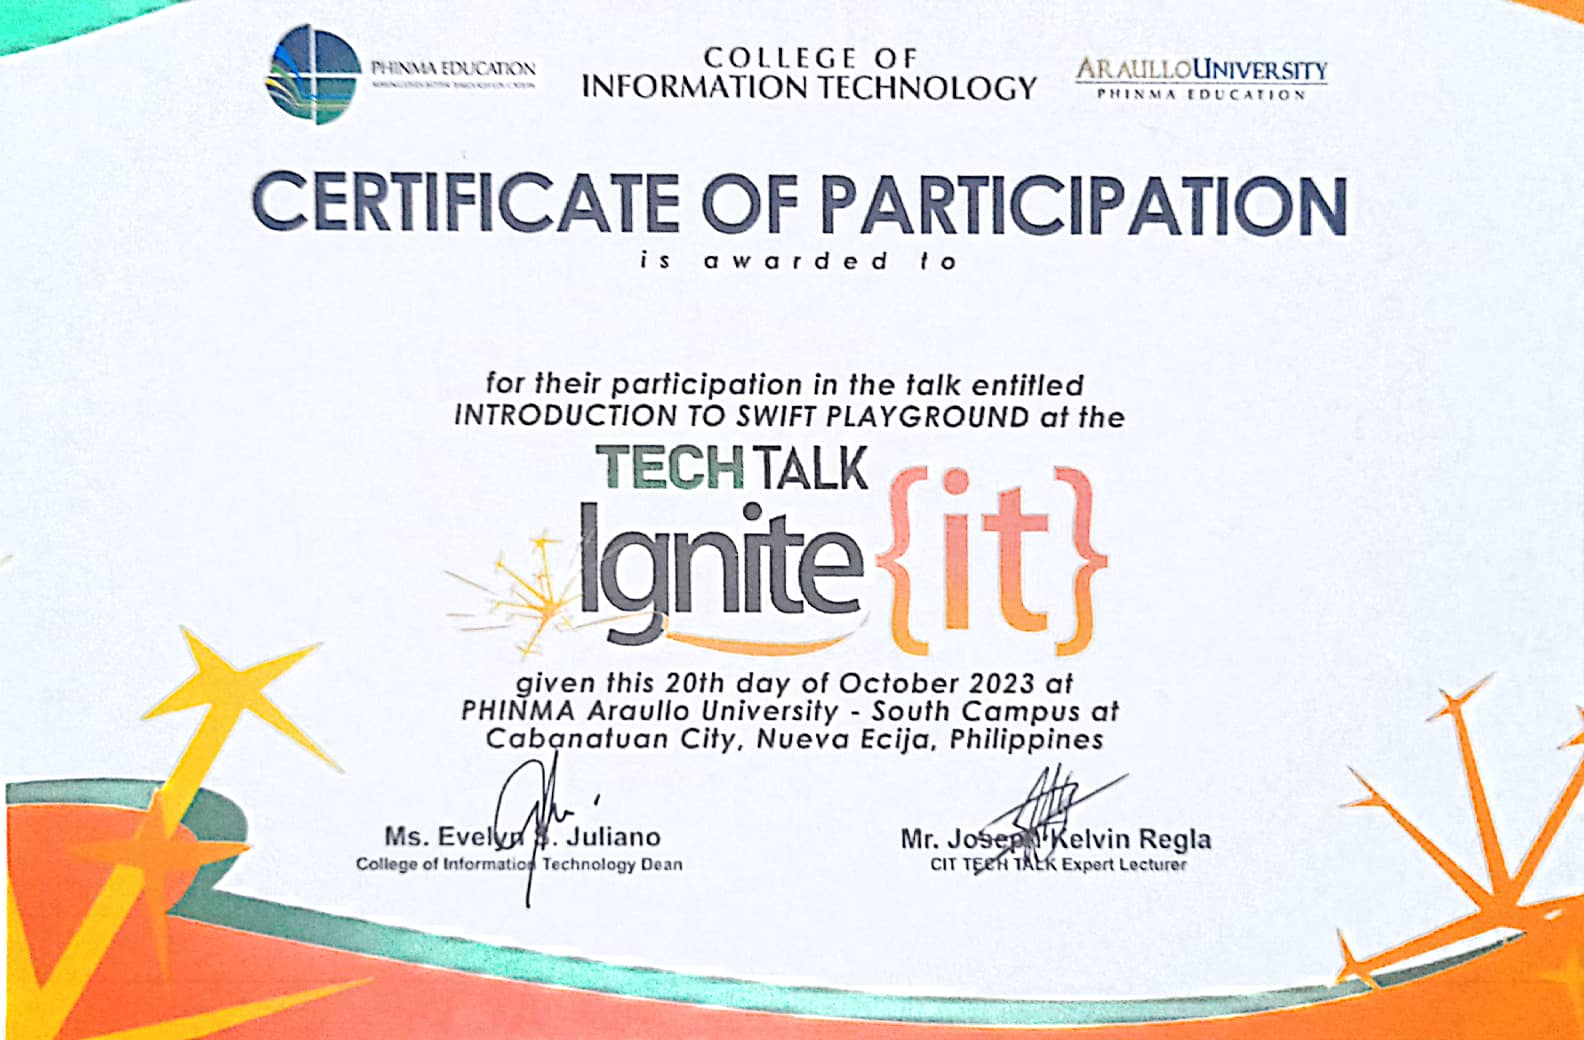 PHINMA EDUCATION
COLLEGE OF
INFORMATION TECHNOLOGY
ARAULLO UNIVERSITY
PHINMA EDUCATION
CERTIFICATE OF PARTICIPATION
is awarded to
for their participation in the talk entitled
INTRODUCTION TO SWIFT PLAYGROUND at the
TECH TALK
Ignite {it}
given this 20th day of October 2023 at
PHINMA Araullo University - South Campus at
Cabanatuan City, Nueva Ecija, Philippines
Ms. Evelyn S. Juliano
College of Information Technology Dean
Mr. Joseph Kelvin Regla
CIT TECH TALK Expert Lecturer